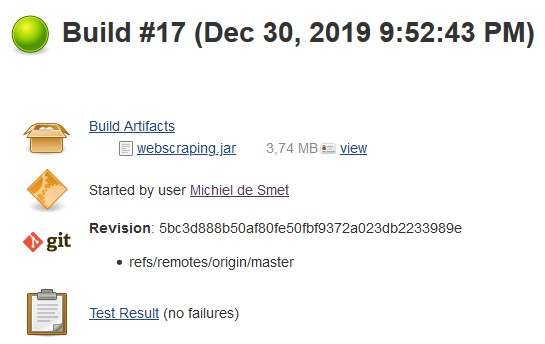 Build #17 (Dec 30, 2019 9:52:43 PM)
Build Artifacts
webscraping.jar 3,74 MB view
Started by user Michiel de Smet
git Revision: 5bc3d888b50af80fe50fbf9372a023db2233989e
refs/remotes/origin/master
Test Result (no failures)